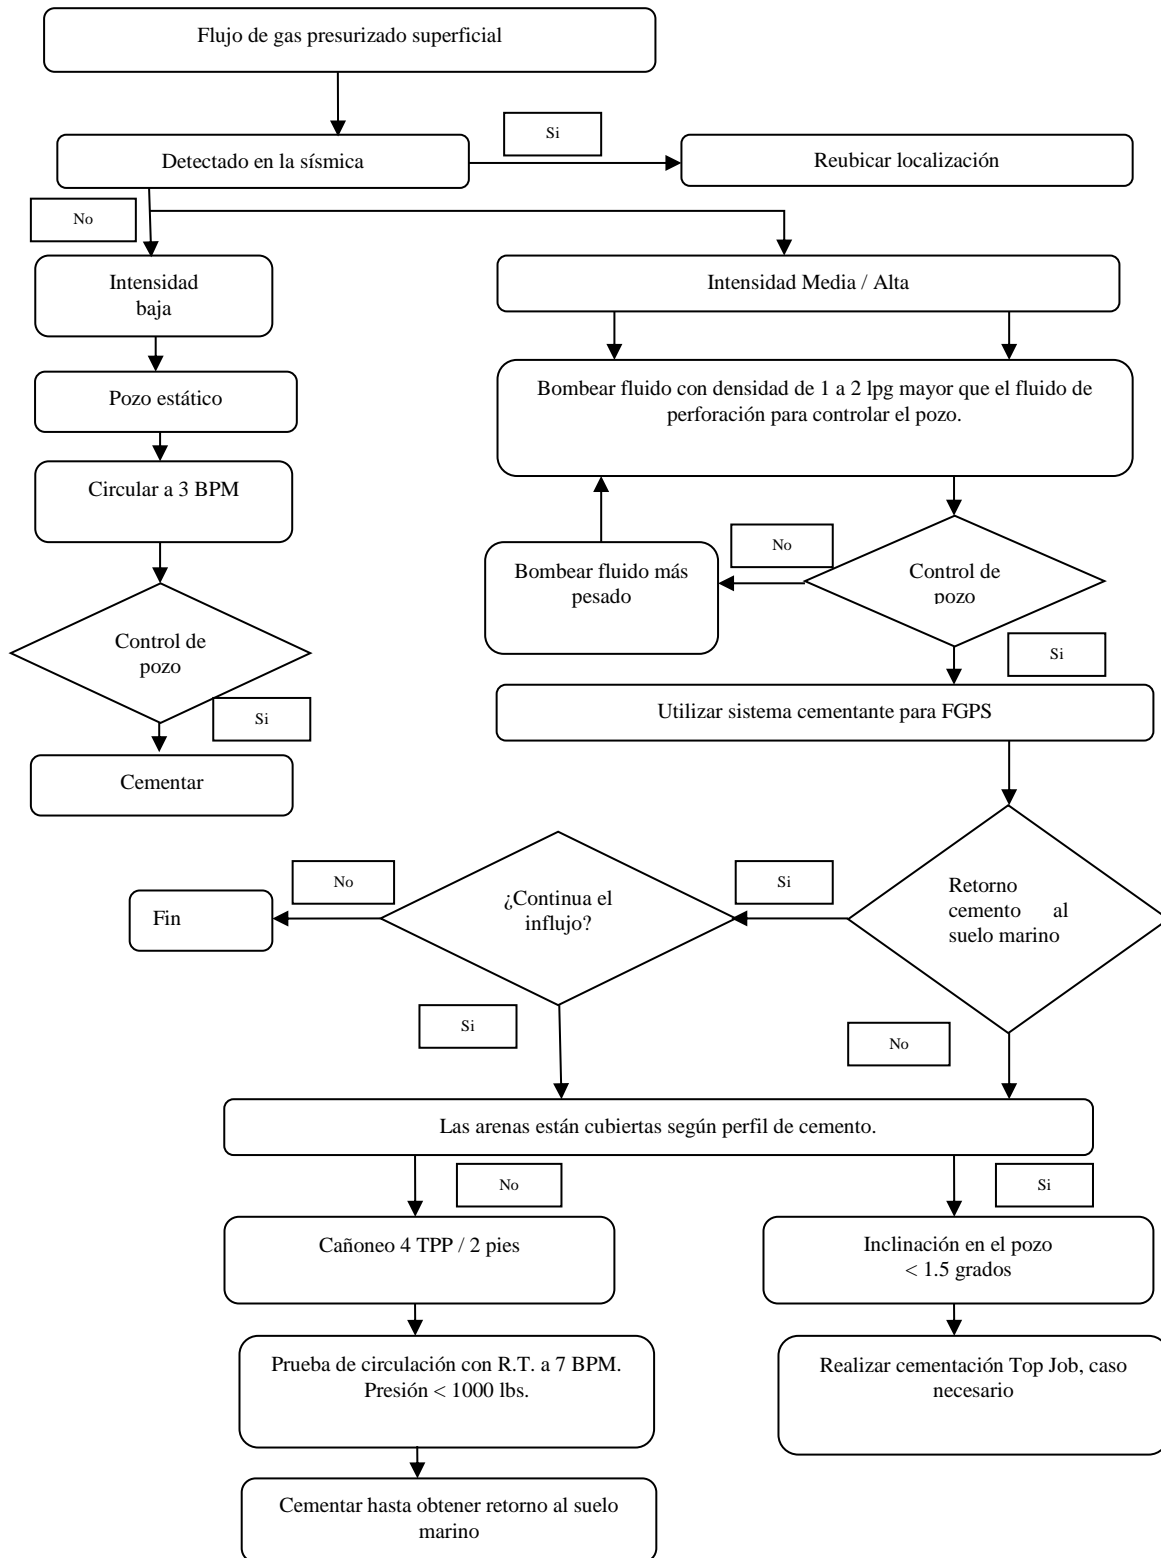 Flujo de gas presurizado superficial
Si
Detectado en la sísmica
Reubicar localización
No
Intensidad
baja
Intensidad Media / Alta
Pozo estático
Bombear fluido con densidad de 1 a 2 lpg mayor que el fluido de
perforación para controlar el pozo.
Circular a 3 BPM
No
Bombear fluido más
pesado
Control de
pozo
Control de
pozo
Si
Si
Utilizar sistema cementante para FGPS
Cementar
No
¿Continua el
influjo?
Si
Retorno
cemento al
suelo marino
Fin
Si
No
Las arenas están cubiertas según perfil de cemento.
No
Si
Cañoneo 4 TPP / 2 pies
Inclinación en el pozo
< 1.5 grados
Prueba de circulación con R.T. a 7 BPM.
Presión < 1000 lbs.
Realizar cementación Top Job, caso
necesario
Cementar hasta obtener retorno al suelo
marino